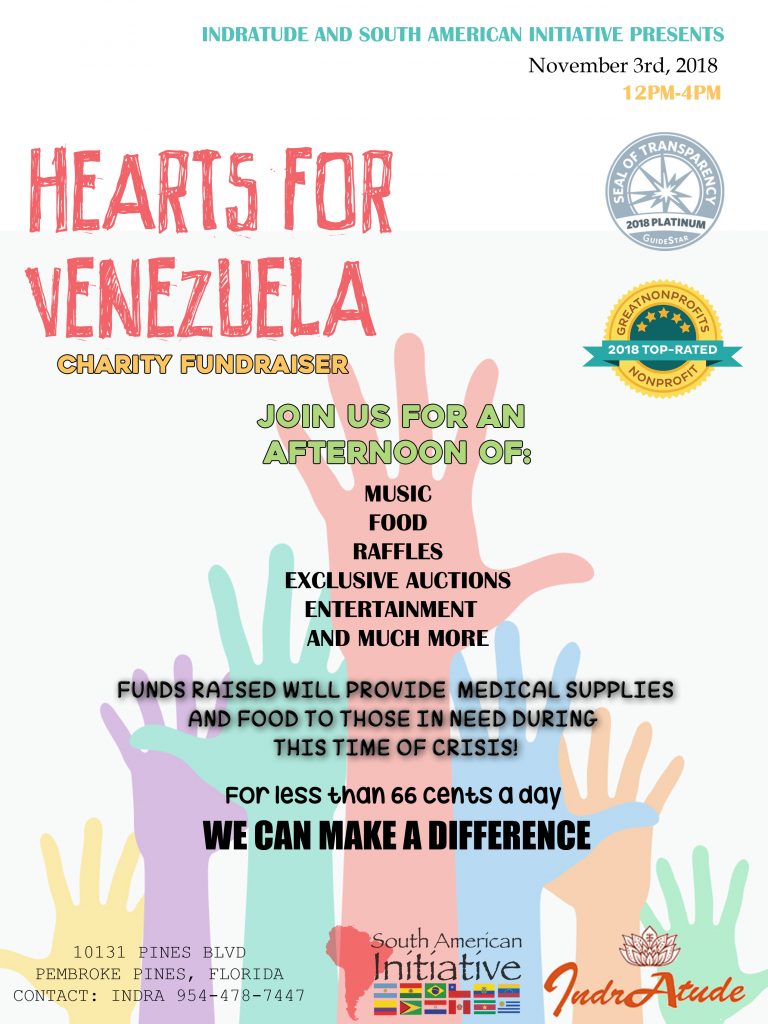 INDRATUDE AND SOUTH AMERICAN INITIATIVE PRESENTS
November 3rd, 2018
12PM-4PM
HEARTS FOR
VENEZUELA
CHARITY FUNDRAISER
SEAL OF TRANSPARENCY
2018 PLATINUM
GUIDESTAR
GREATNONPROFITS
2018 TOP-RATED
NONPROFIT
JOIN US FOR AN
AFTERNOON OF:
MUSIC
FOOD
RAFFLES
EXCLUSIVE AUCTIONS
ENTERTAINMENT
AND MUCH MORE
FUNDS RAISED WILL PROVIDE MEDICAL SUPPLIES
AND FOOD TO THOSE IN NEED DURING
THIS TIME OF CRISIS!
For less than 66 cents a day
WE CAN MAKE A DIFFERENCE
10131 PINES BLVD
PEMBROKE PINES, FLORIDA
CONTACT: INDRA 954-478-7447
South American
Initiative
IndrAtude